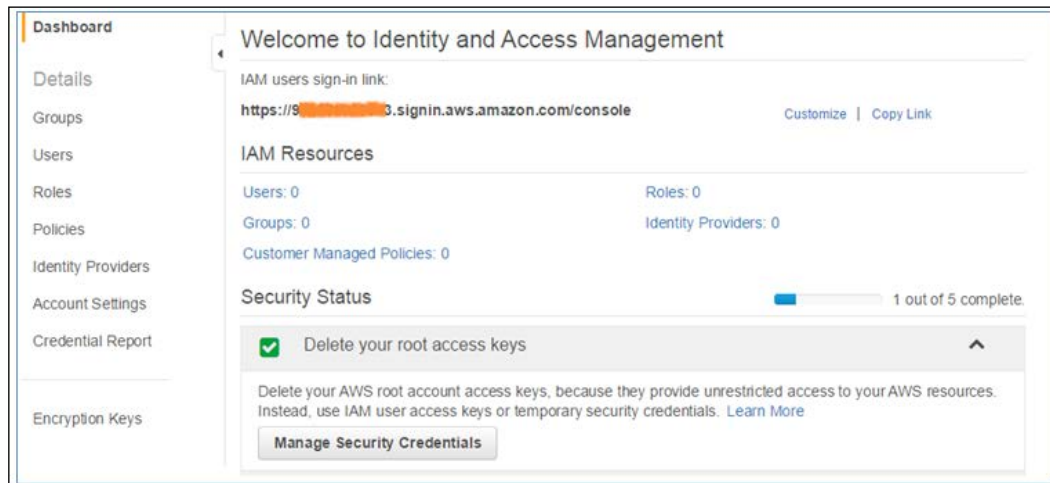 Dashboard
Details
Groups
Users
Roles
Policies
Identity Providers
Account Settings
Credential Report
Encryption Keys
Welcome to Identity and Access Management
IAM users sign-in link:
https://9 3.signin.aws.amazon.com/console
Customize | Copy Link
IAM Resources
Users: 0
Roles: 0
Groups: 0
Identity Providers: 0
Customer Managed Policies: 0
Security Status
1 out of 5 complete.
Delete your root access keys
Delete your AWS root account access keys, because they provide unrestricted access to your AWS resources.
Instead, use IAM user access keys or temporary security credentials. Learn More
Manage Security Credentials